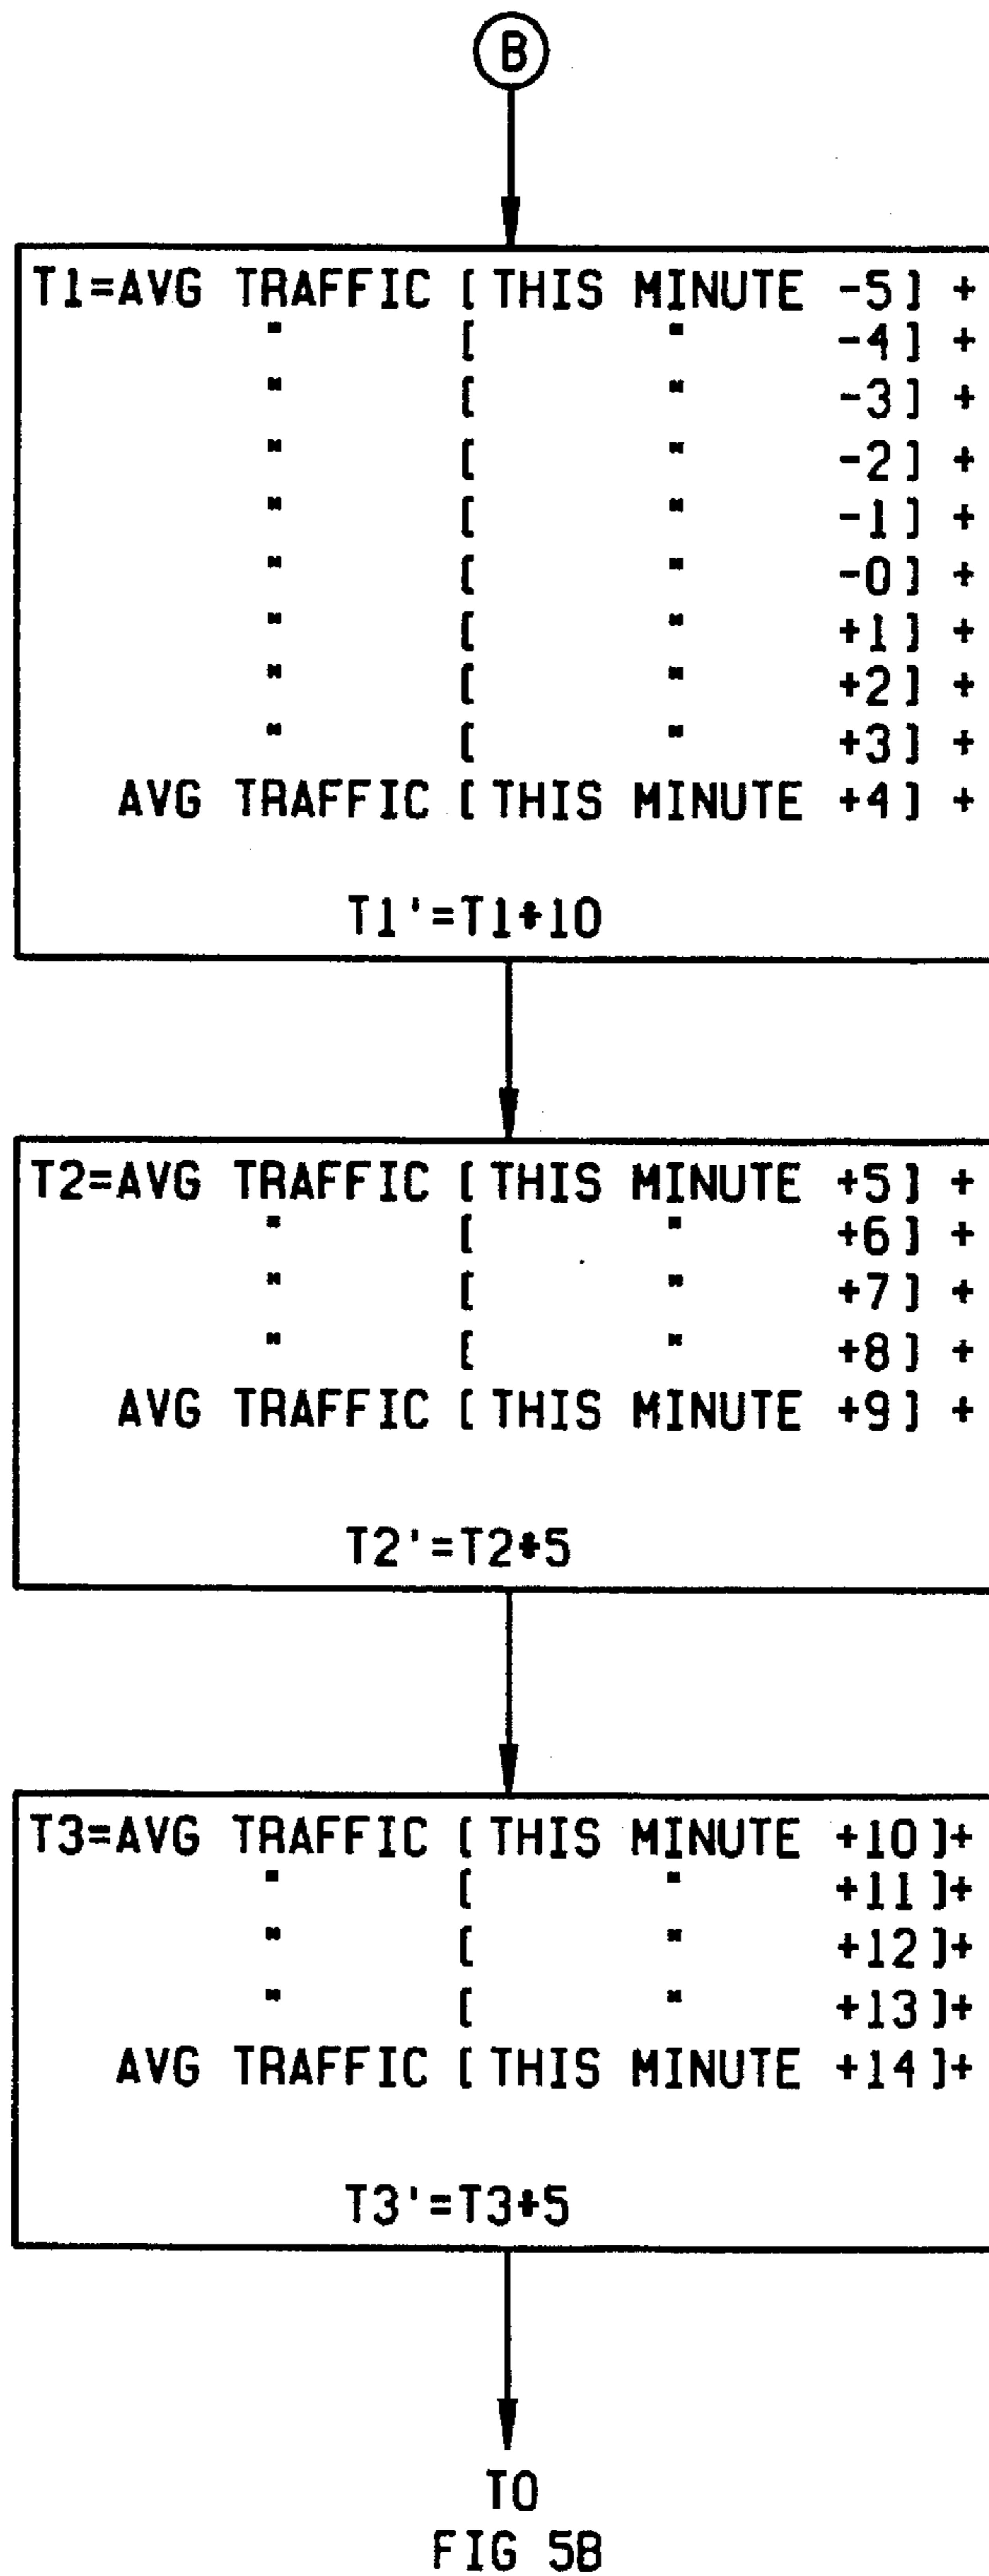 B
T1=AVG TRAFFIC [THIS MINUTE -5] +
" [ " -4] +
" [ " -3] +
" [ " -2] +
" [ " -1] +
" [ " -0] +
" [ " +1] +
" [ " +2] +
" [ " +3] +
AVG TRAFFIC [THIS MINUTE +4] +
T1'=T1+10
T2=AVG TRAFFIC [THIS MINUTE +5] +
" [ " +6] +
" [ " +7] +
" [ " +8] +
AVG TRAFFIC [THIS MINUTE +9] +
T2'=T2+5
T3=AVG TRAFFIC [THIS MINUTE +10]+
" [ " +11]+
" [ " +12]+
" [ " +13]+
AVG TRAFFIC [THIS MINUTE +14]+
T3'=T3+5
TO
FIG 5B